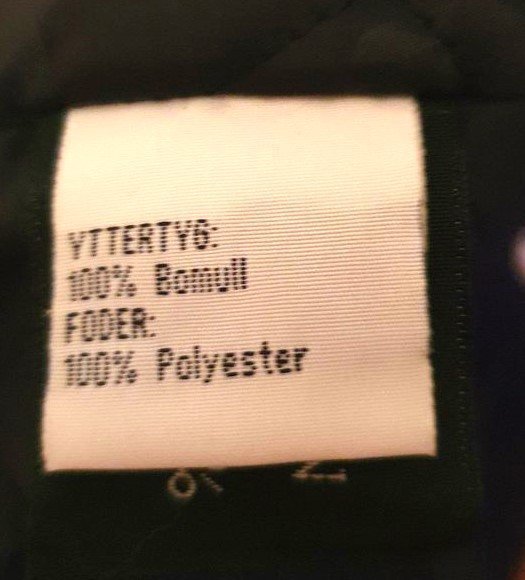 YTTERTYG:
100% Bomull
FODER:
100% Polyester